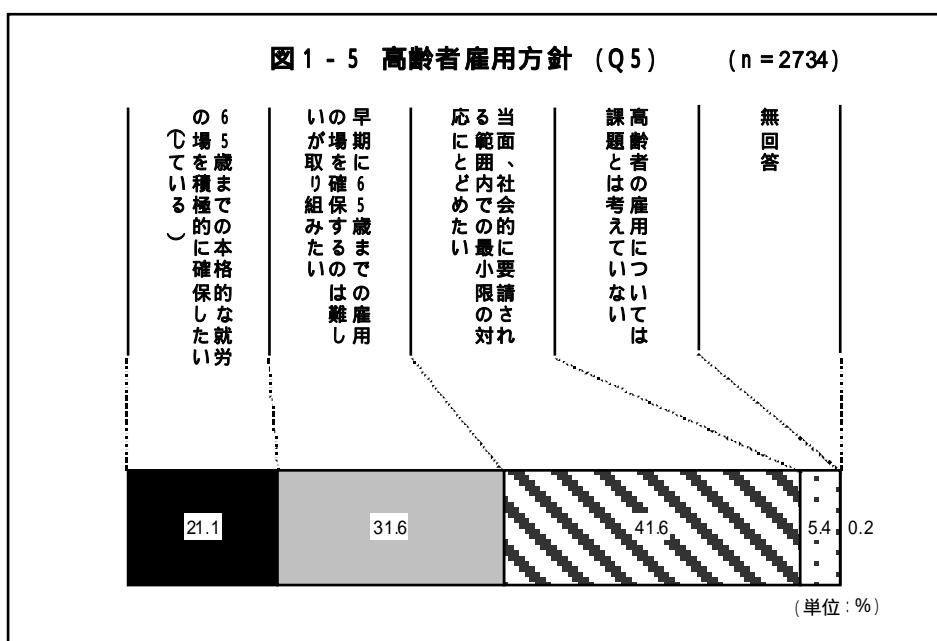 図1-5 高齢者雇用方針 (Q5) (n=2734)
65歳までの本格的な就労
の場を積極的に確保したい
(している)
早期に65歳までの雇用
の場を確保するのは難し
いが取り組みたい
当面、社会的に要請され
る範囲内での最小限の対
応にとどめたい
高齢者の雇用については
課題とは考えていない
無回答
21.1
31.6
41.6
5.4
0.2
(単位:%)